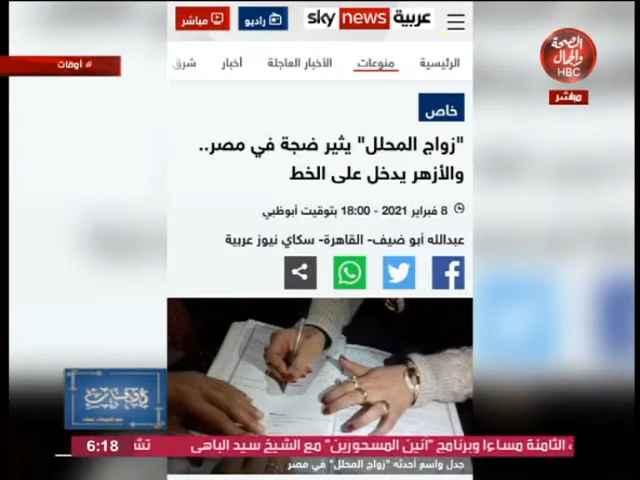 عربية sky news
راديو
مباشر
# أوقات
الصحة والجمال
HBC
مباشر
الرئيسية منوعات الأخبار العاجلة أخبار شرق
خاص
"زواج المحلل" يثير ضجة في مصر..
والأزهر يدخل على الخط
8 فبراير 2021 - 18:00 بتوقيت أبوظبي
عبدالله أبو ضيف- القاهرة- سكاي نيوز عربية
الثامنة مساءا وبرنامج "انين المسحورين" مع الشيخ سيد الباهى
6:18
جدل واسع أحدثه "زواج المحلل" في مصر